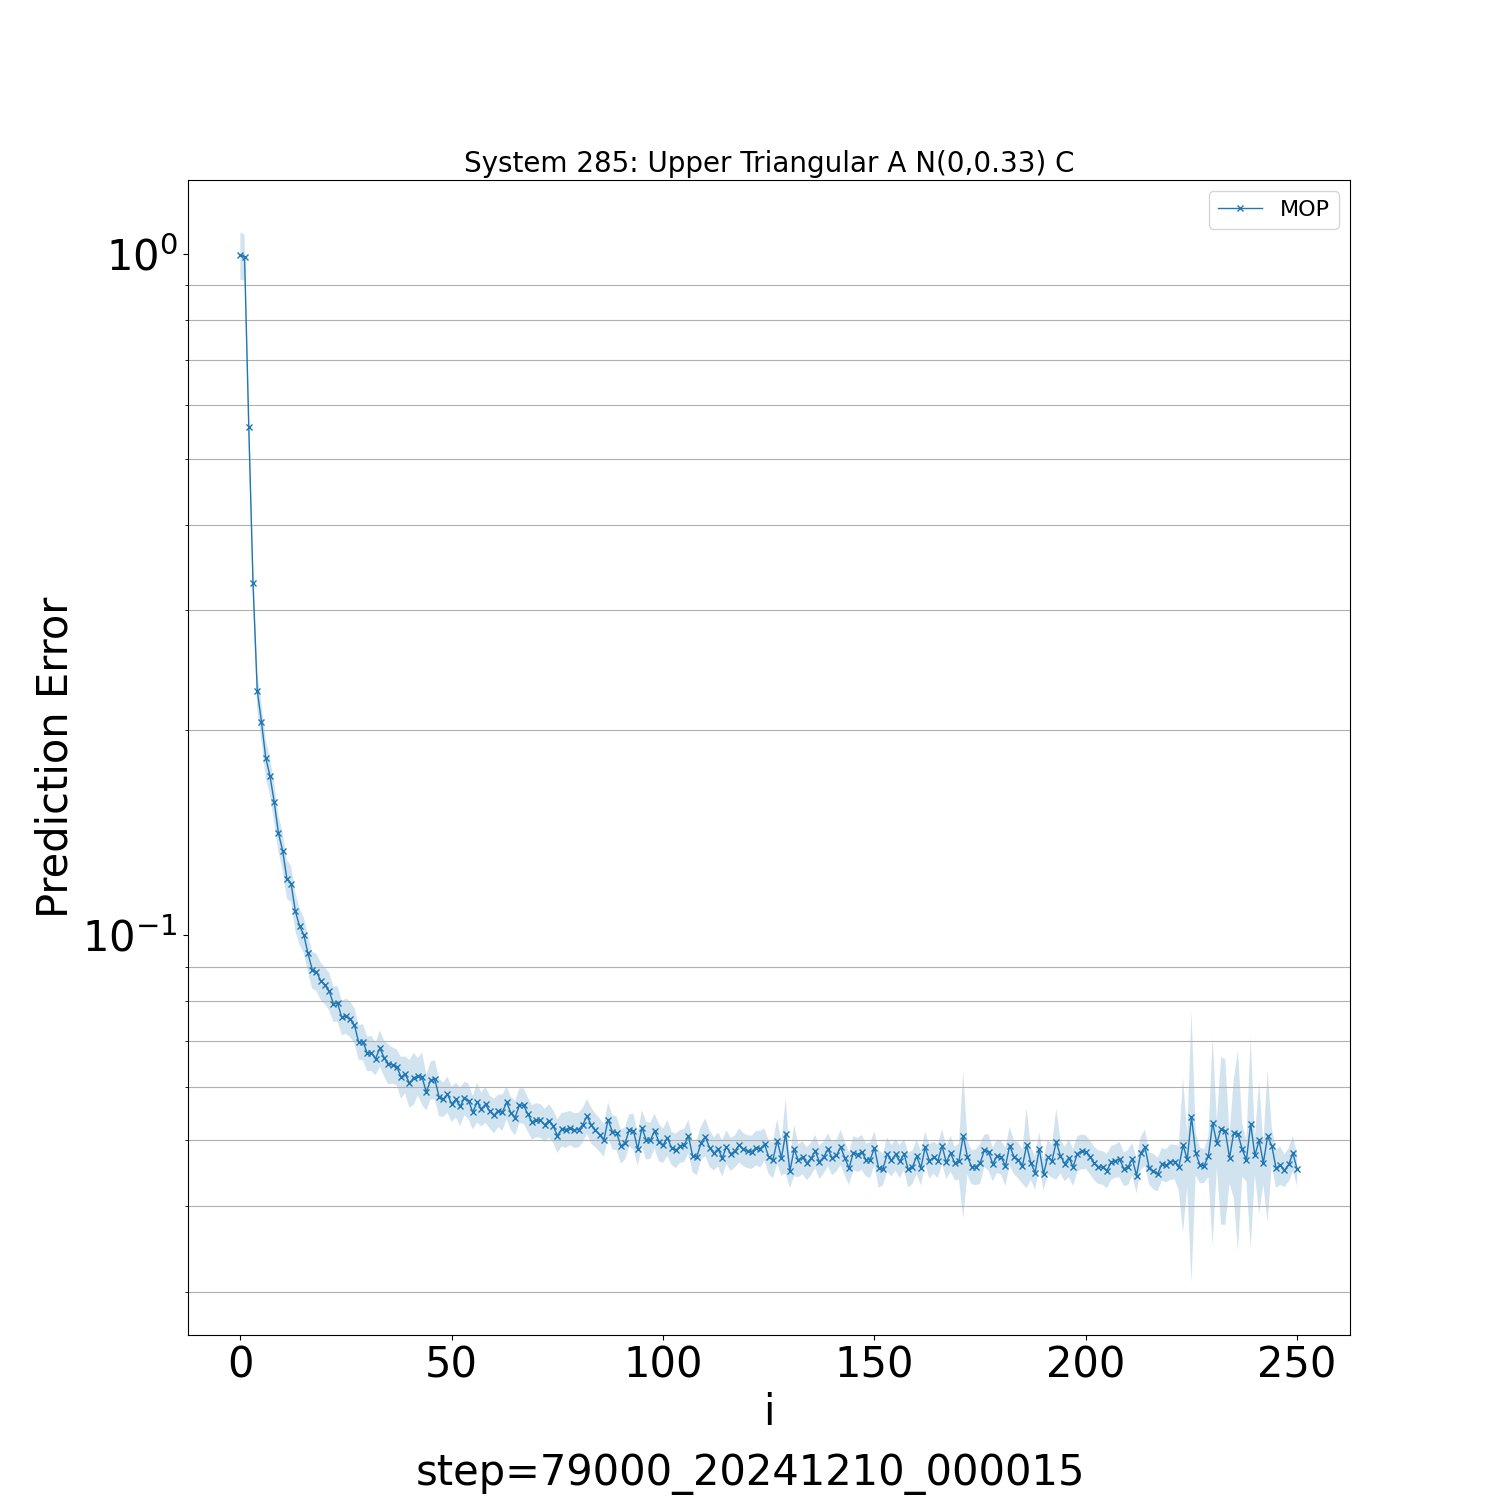 System 285: Upper Triangular A N(0,0.33) C
MOP
10⁰
10⁻¹
Prediction Error
0 50 100 150 200 250
i
step=79000_20241210_000015